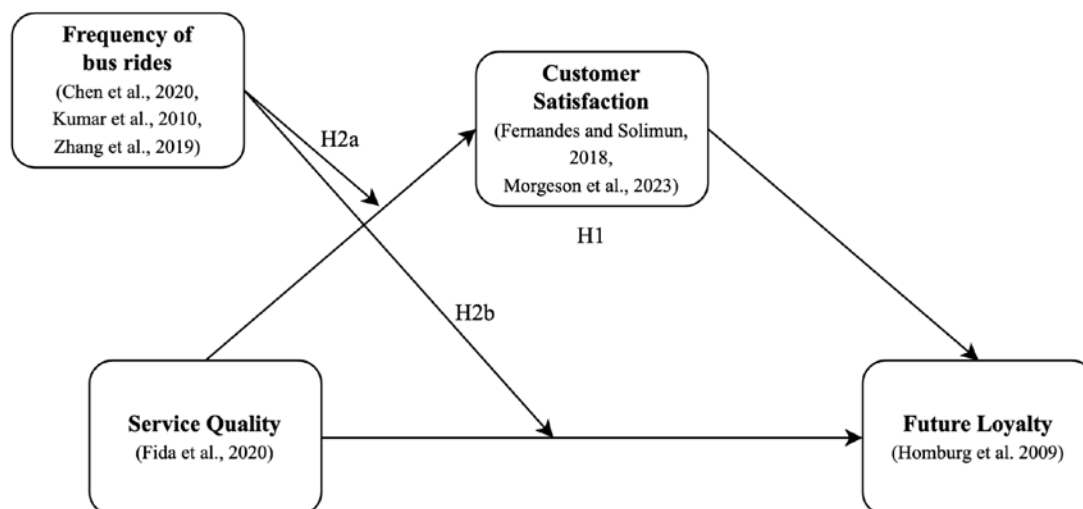 Frequency of
bus rides
(Chen et al., 2020,
Kumar et al., 2010,
Zhang et al., 2019)
H2a
Customer
Satisfaction
(Fernandes and Solimun,
2018,
Morgeson et al., 2023)
H1
H2b
Service Quality
(Fida et al., 2020)
Future Loyalty
(Homburg et al. 2009)